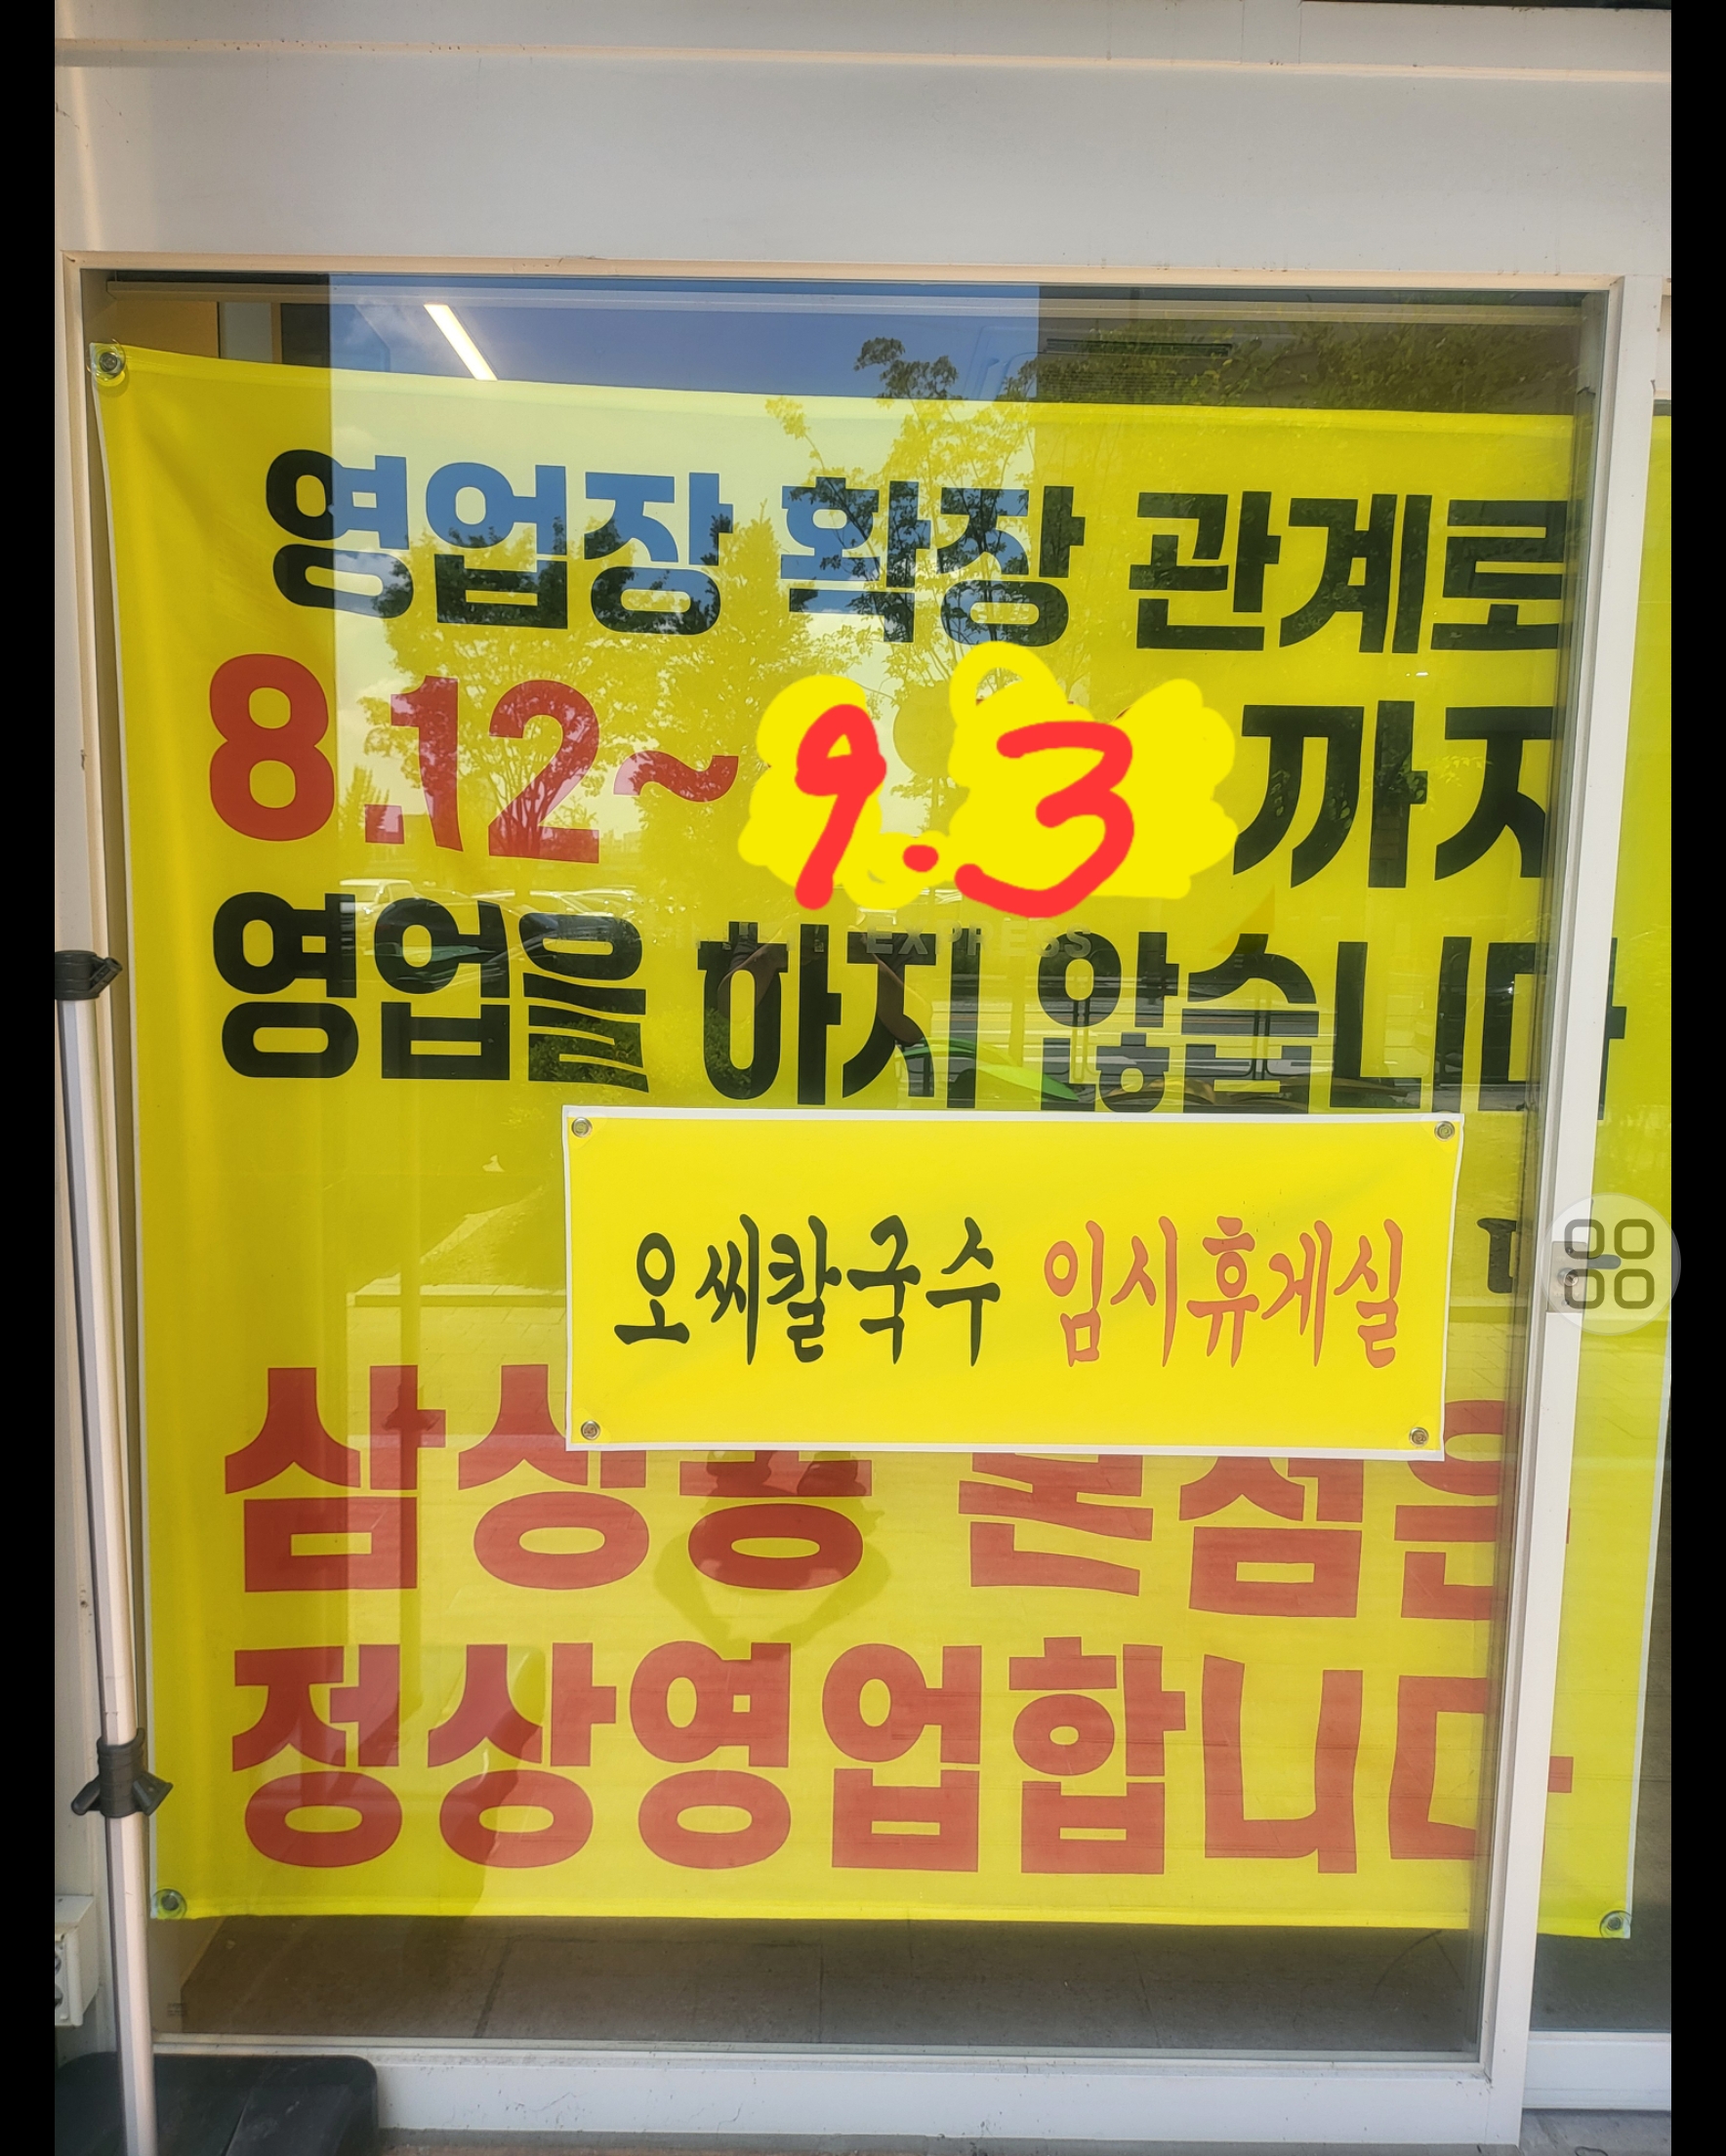 영업장 확장 관계로
8.12~9.3 까지
영업을 하지 않습니다
오씨칼국수 임시휴게실
삼성동 본점은
정상영업합니다